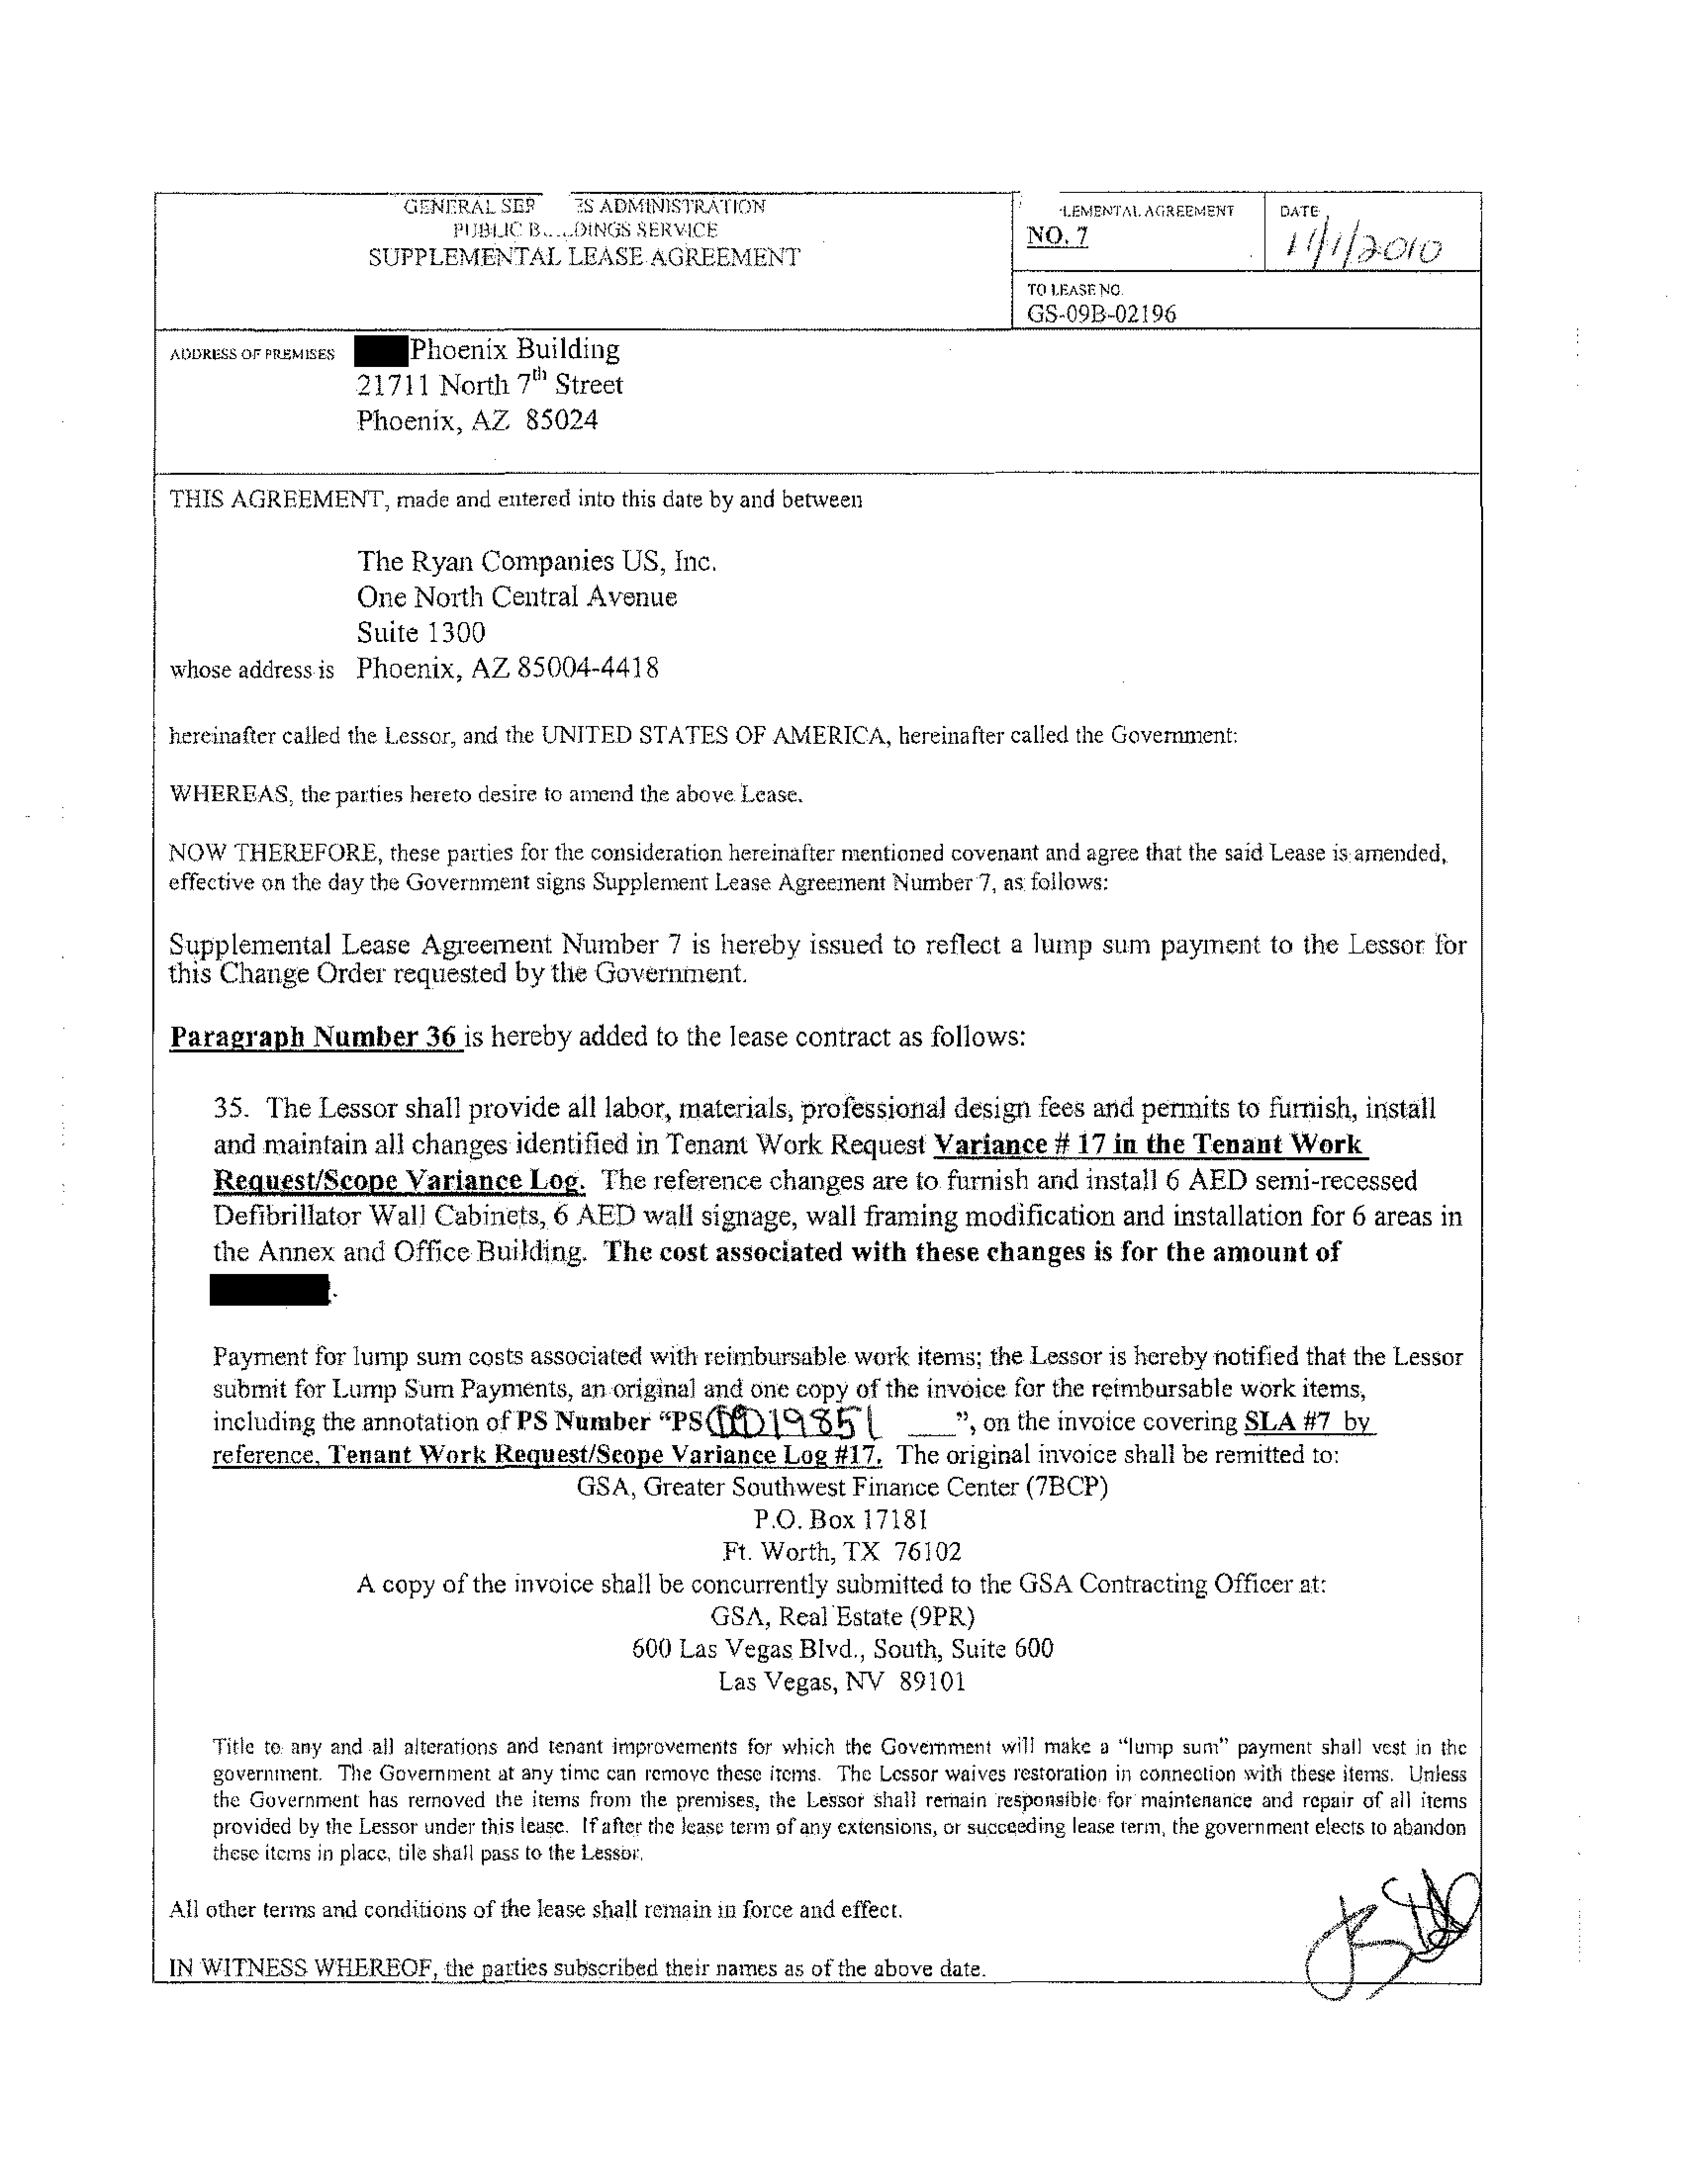 GENERAL SER ES ADMINISTRATION
PUBLIC B DINGS SERVICE
SUPPLEMENTAL LEASE AGREEMENT
LEMENTAL AGREEMENT
NO. 7
DATE
11/1/2010
TO LEASE NO.
GS-09B-02196
ADDRESS OF PREMISES
Phoenix Building
21711 North 7th Street
Phoenix, AZ 85024
THIS AGREEMENT, made and entered into this date by and between
The Ryan Companies US, Inc.
One North Central Avenue
Suite 1300
whose address is Phoenix, AZ 85004-4418
hereinafter called the Lessor, and the UNITED STATES OF AMERICA, hereinafter called the Government:
WHEREAS, the parties hereto desire to amend the above Lease.
NOW THEREFORE, these parties for the consideration hereinafter mentioned covenant and agree that the said Lease is amended,
effective on the day the Government signs Supplement Lease Agreement Number 7, as follows:
Supplemental Lease Agreement Number 7 is hereby issued to reflect a lump sum payment to the Lessor for
this Change Order requested by the Government.
Paragraph Number 36 is hereby added to the lease contract as follows:
35. The Lessor shall provide all labor, materials, professional design fees and permits to furnish, install
and maintain all changes identified in Tenant Work Request Variance # 17 in the Tenant Work
Request/Scope Variance Log. The reference changes are to furnish and install 6 AED semi-recessed
Defibrillator Wall Cabinets, 6 AED wall signage, wall framing modification and installation for 6 areas in
the Annex and Office Building. The cost associated with these changes is for the amount of
.
Payment for lump sum costs associated with reimbursable work items; the Lessor is hereby notified that the Lessor
submit for Lump Sum Payments, an original and one copy of the invoice for the reimbursable work items,
including the annotation of PS Number “PS 19851 ___”, on the invoice covering SLA #7 by
reference, Tenant Work Request/Scope Variance Log #17. The original invoice shall be remitted to:
GSA, Greater Southwest Finance Center (7BCP)
P.O. Box 17181
Ft. Worth, TX 76102
A copy of the invoice shall be concurrently submitted to the GSA Contracting Officer at:
GSA, Real Estate (9PR)
600 Las Vegas Blvd., South, Suite 600
Las Vegas, NV 89101
Title to any and all alterations and tenant improvements for which the Government will make a “lump sum” payment shall vest in the
government. The Government at any time can remove these items. The Lessor waives restoration in connection with these items. Unless
the Government has removed the items from the premises, the Lessor shall remain responsible for maintenance and repair of all items
provided by the Lessor under this lease. If after the lease term of any extensions, or succeeding lease term, the government elects to abandon
these items in place, tile shall pass to the Lessor.
All other terms and conditions of the lease shall remain in force and effect.
IN WITNESS WHEREOF, the parties subscribed their names as of the above date.